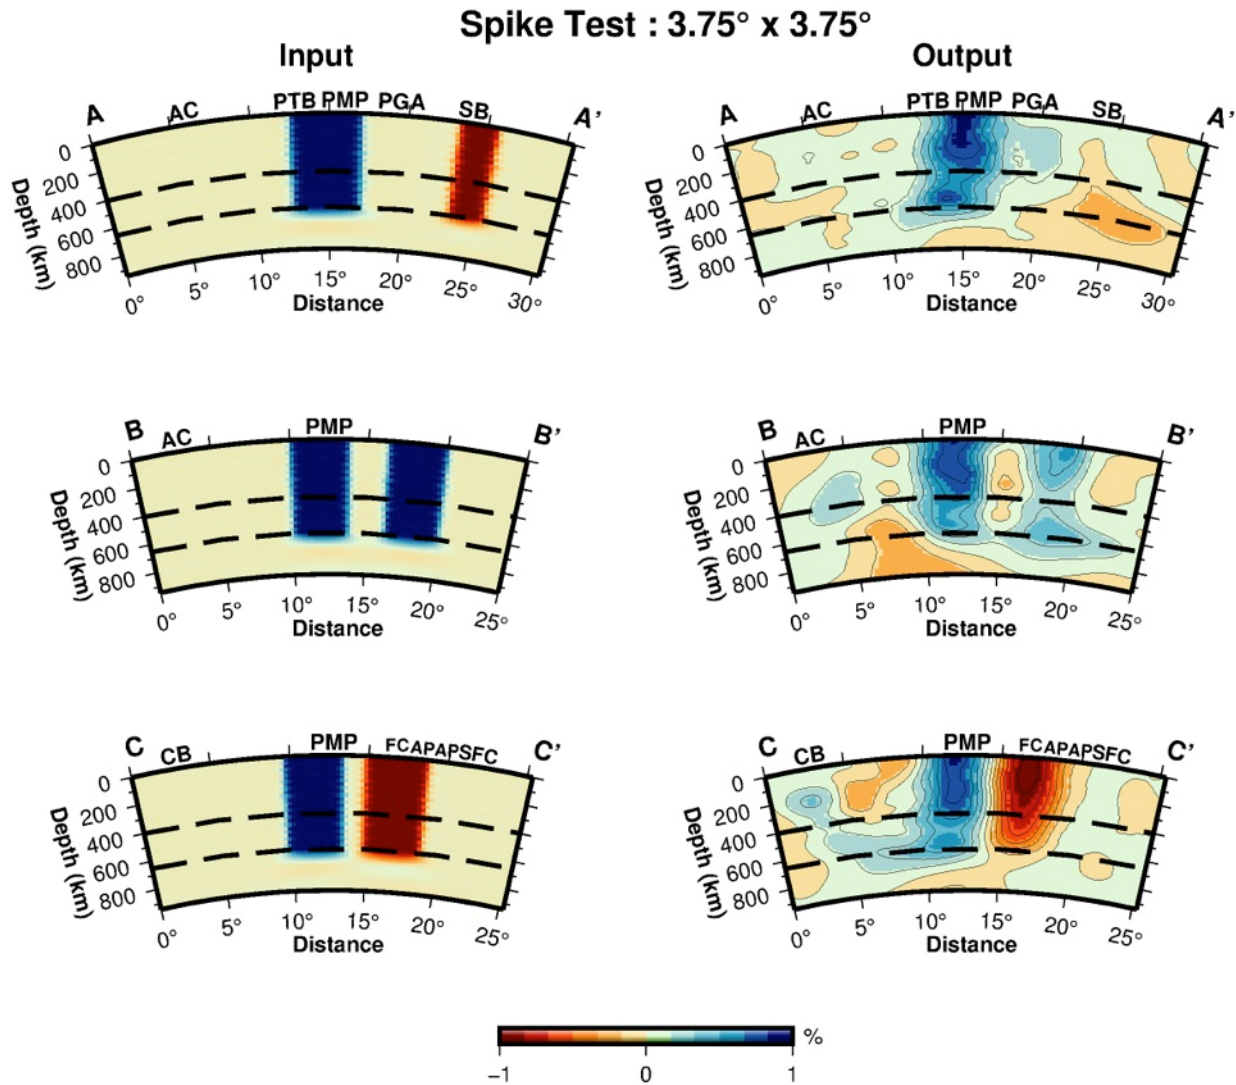 Spike Test : 3.75° x 3.75°
Input
Output
A AC PTB PMP PGA SB A'
0
200
400
600
800
Depth (km)
0° 5° 10° 15° 20° 25° 30°
Distance
A AC PTB PMP PGA SB A'
0
200
400
600
800
Depth (km)
0° 5° 10° 15° 20° 25° 30°
Distance
B AC PMP B'
0
200
400
600
800
Depth (km)
0° 5° 10° 15° 20° 25°
Distance
B AC PMP B'
0
200
400
600
800
Depth (km)
0° 5° 10° 15° 20° 25°
Distance
C CB PMP FCAPAPSFC C'
0
200
400
600
800
Depth (km)
0° 5° 10° 15° 20° 25°
Distance
C CB PMP FCAPAPSFC C'
0
200
400
600
800
Depth (km)
0° 5° 10° 15° 20° 25°
Distance
%
−1 0 1